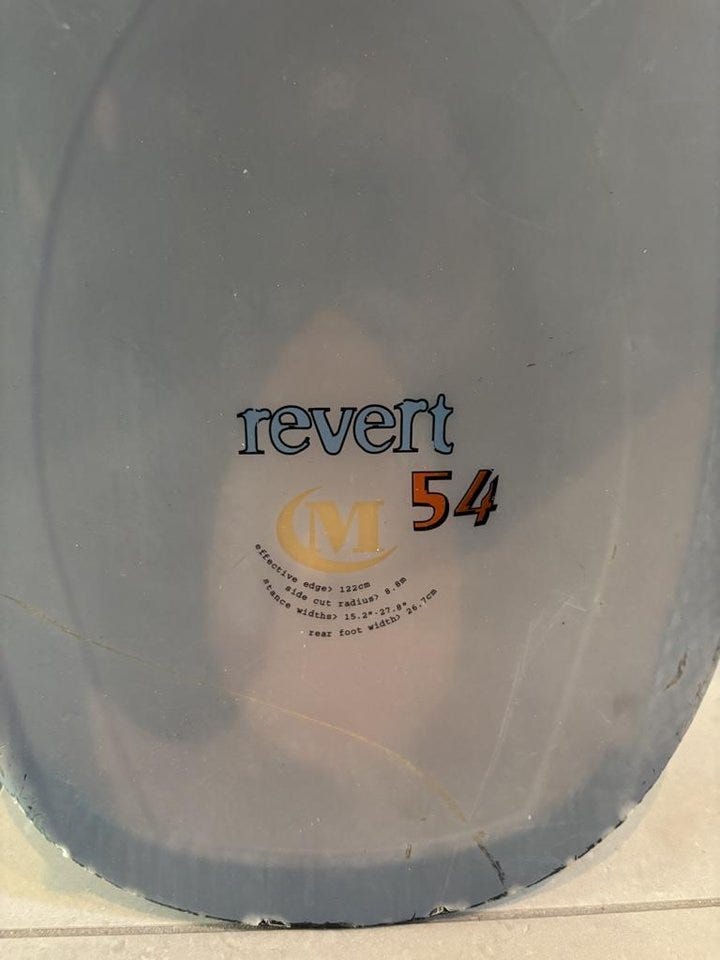 revert
54
M
effective edge> 122cm
side cut radius> 8.8m
stance widths> 15.2"-27.8"
rear foot width> 26.7cm